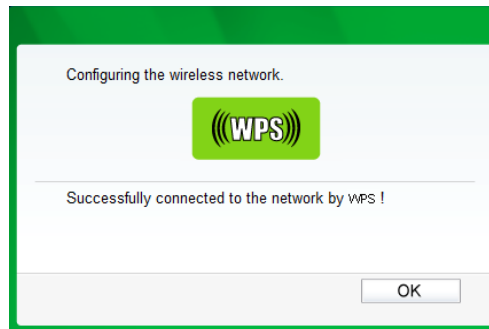 Configuring the wireless network.
(((WPS)))
Successfully connected to the network by WPS !
OK